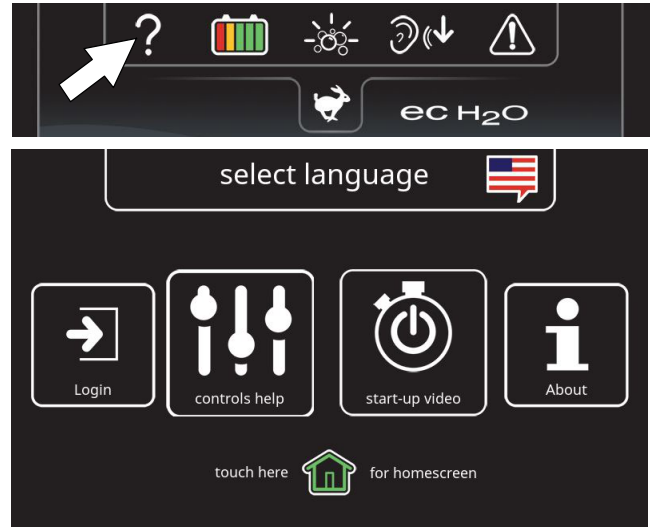 ?
ec H2O
select language
Login
controls help
start-up video
About
touch here for homescreen